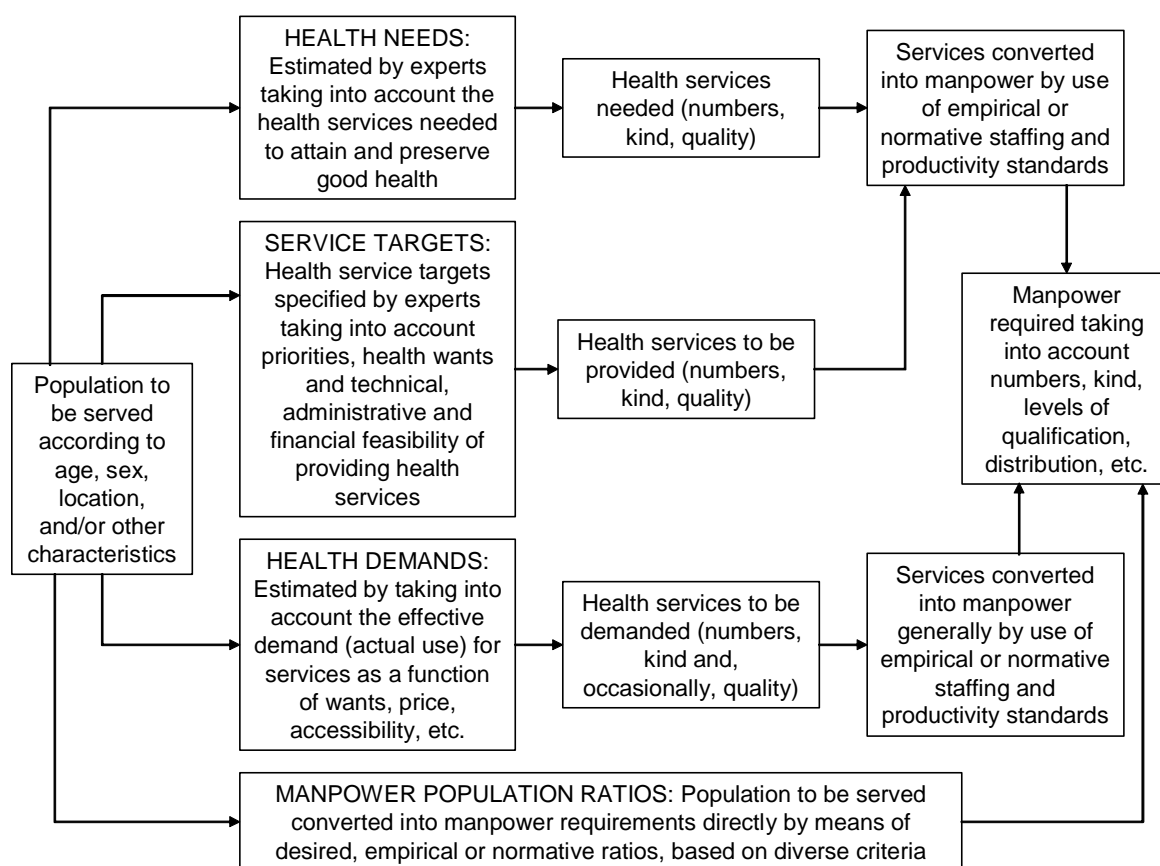 HEALTH NEEDS:
Estimated by experts
taking into account the
health services needed
to attain and preserve
good health
Health services
needed (numbers,
kind, quality)
Services converted
into manpower by use
of empirical or
normative staffing and
productivity standards
SERVICE TARGETS:
Health service targets
specified by experts
taking into account
priorities, health wants
and technical,
administrative and
financial feasibility of
providing health
services
Health services to be
provided (numbers,
kind, quality)
Manpower
required taking
into account
numbers, kind,
levels of
qualification,
distribution, etc.
Population to
be served
according to
age, sex,
location,
and/or other
characteristics
HEALTH DEMANDS:
Estimated by taking into
account the effective
demand (actual use) for
services as a function
of wants, price,
accessibility, etc.
Health services to be
demanded (numbers,
kind and,
occasionally, quality)
Services converted
into manpower
generally by use of
empirical or normative
staffing and
productivity standards
MANPOWER POPULATION RATIOS: Population to be served
converted into manpower requirements directly by means of
desired, empirical or normative ratios, based on diverse criteria